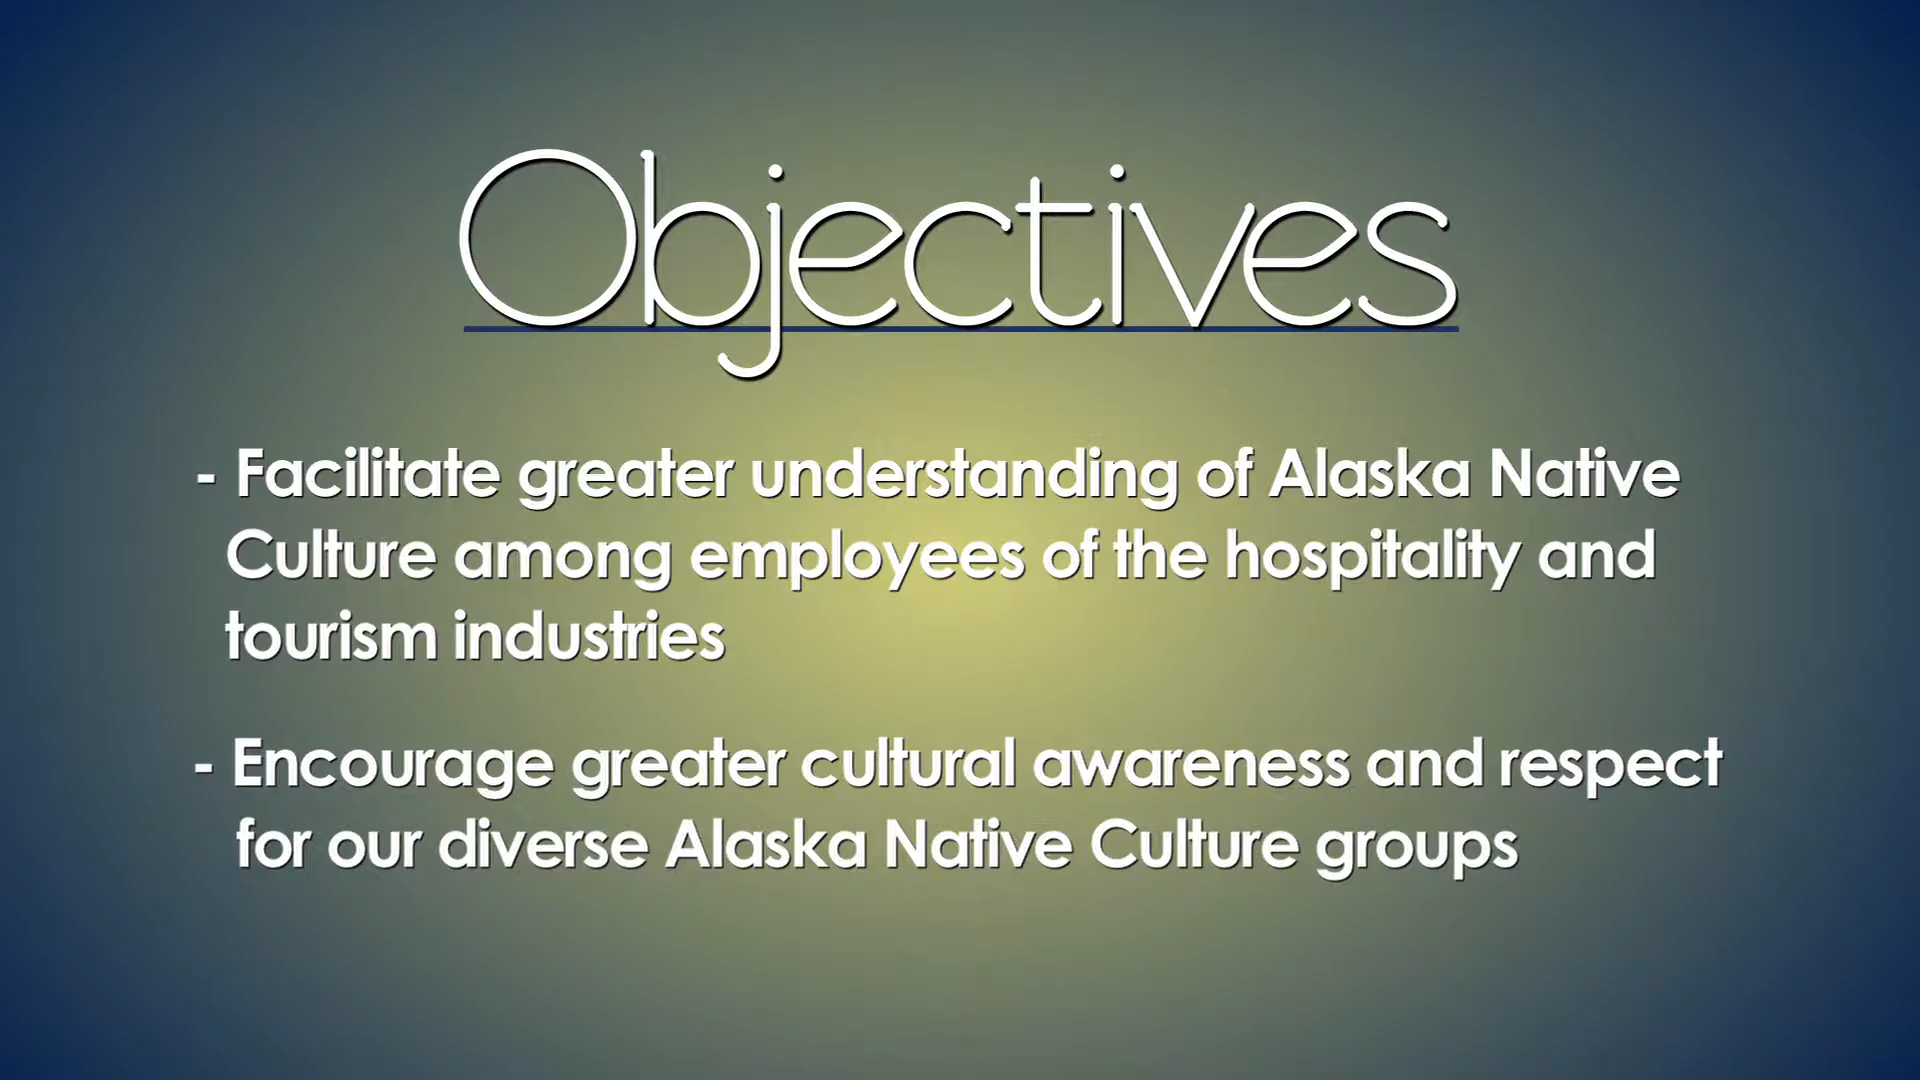 Objectives
- Facilitate greater understanding of Alaska Native
Culture among employees of the hospitality and
tourism industries
- Encourage greater cultural awareness and respect
for our diverse Alaska Native Culture groups